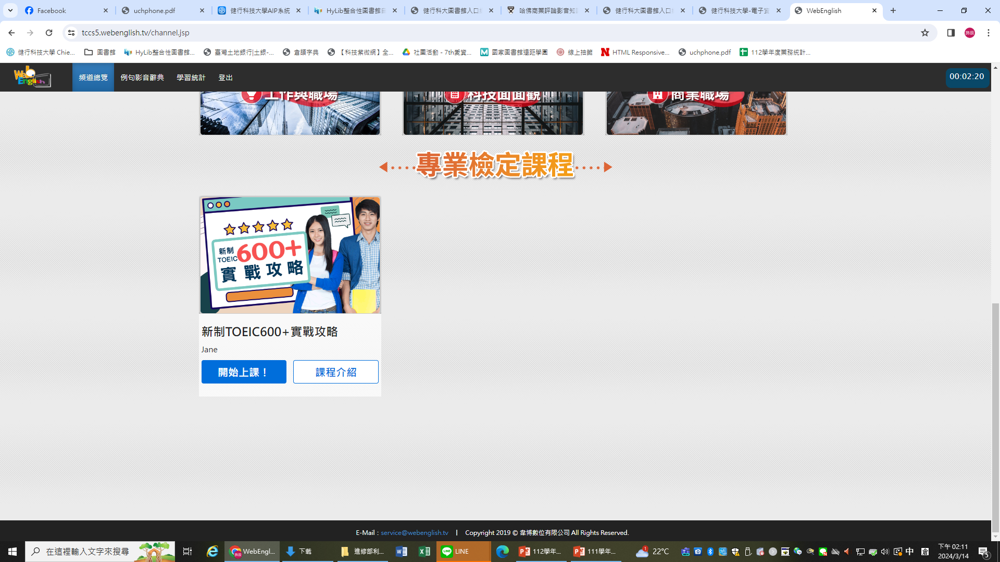 Facebook
uchphone.pdf
健行科技大學AIP系統
HyLib整合性圖書館自
健行科大圖書館入口
哈佛商業評論影音知
健行科大圖書館入口
健行科技大學-電子資
WebEnglish
tccs5.webenglish.tv/channel.jsp
健行科技大學 Chie...
圖書館
HyLib整合性圖書館...
臺灣土地銀行|土銀-...
倉頡字典
【科技紫微網】全...
社團活動 - 7th愛資...
國家圖書館遠距學園
線上抽籤
HTML Responsive...
uchphone.pdf
112學年度業務統計...
Web English
頻道總覽
例句影音辭典
學習統計
登出
00:02:20
工作與職場
科技面面觀
商業職場
專業檢定課程
新制
TOEIC 600+
實戰攻略
新制TOEIC600+實戰攻略
Jane
開始上課！
課程介紹
E-Mail : service@webenglish.tv | Copyright 2019 © 韋博數位有限公司 All Rights Reserved.
在這裡輸入文字來搜尋
WebEngl...
下載
進修部利...
LINE
112學年...
111學年...
1
22°C
中
倉
下午 02:11
2024/3/14
5